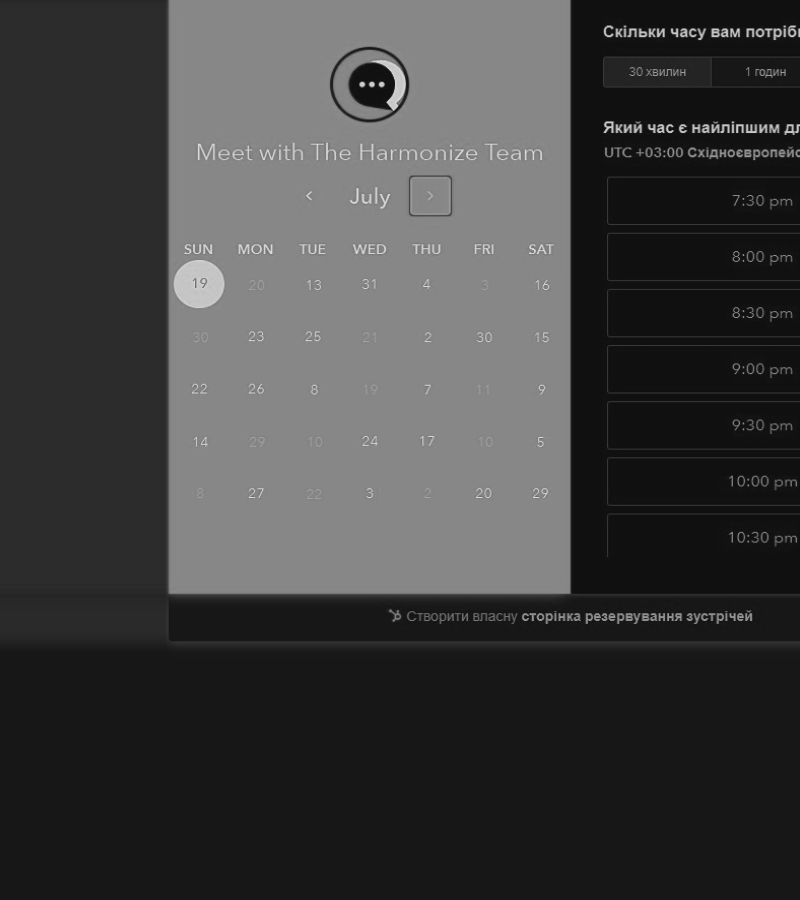 Meet with The Harmonize Team
July
SUN MON TUE WED THU FRI SAT
19 20 13 31 4 3 16
30 23 25 21 2 30 15
22 26 8 19 7 11 9
14 29 10 24 17 10 5
8 27 22 3 2 20 29
Скільки часу вам
30 хвилин 1 годин
Який час є найліпшим
UTC +03:00
7:30 pm
8:00 pm
8:30 pm
9:00 pm
9:30 pm
10:00 pm
10:30 pm
Створити власну сторінка резервування зустрічей